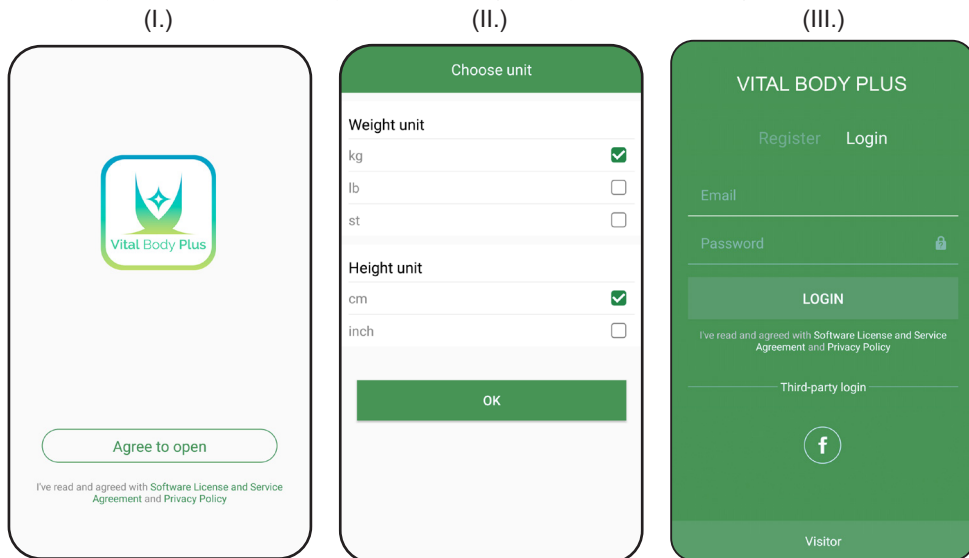 (I.)
Vital Body Plus
Agree to open
I've read and agreed with Software License and Service
Agreement and Privacy Policy
(II.)
Choose unit
Weight unit
kg
lb
st
Height unit
cm
inch
OK
(III.)
VITAL BODY PLUS
Register Login
Email
Password
LOGIN
I've read and agreed with Software License and Service
Agreement and Privacy Policy
Third-party login
f
Visitor